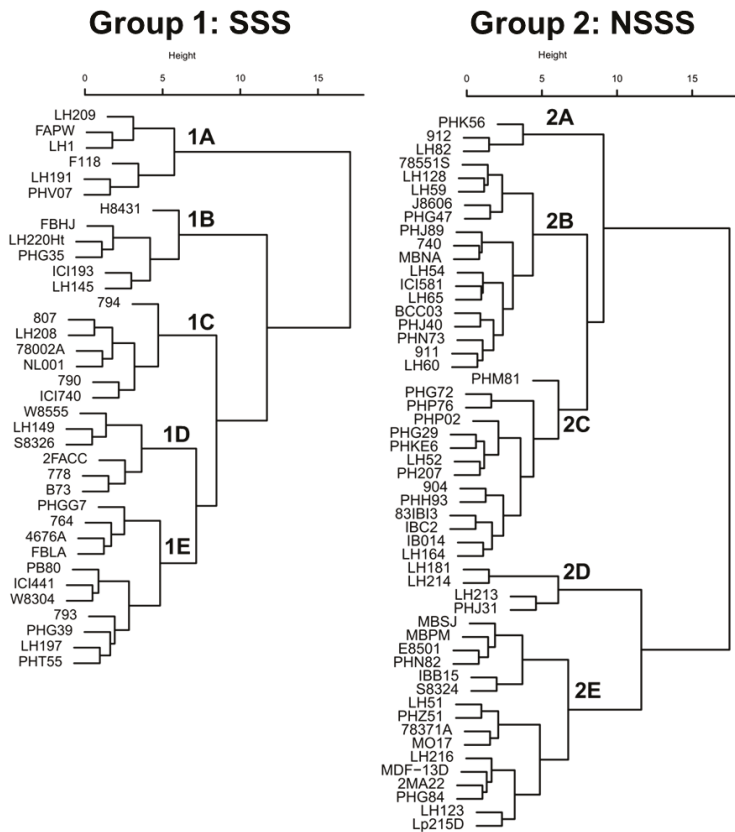 Group 1: SSS
Height
0 5 10 15
LH209
FAPW
LH1
1A
F118
LH191
PHV07
H8431
1B
FBHJ
LH220Ht
PHG35
ICI193
LH145
794
1C
807
LH208
78002A
NL001
790
ICI740
W8555
LH149
1D
S8326
2FACC
778
B73
PHGG7
764
4676A
1E
FBLA
PB80
ICI441
W8304
793
PHG39
LH197
PHT55
Group 2: NSSS
Height
0 5 10 15
PHK56
2A
912
LH82
78551S
LH128
LH59
J8606
2B
PHG47
PHJ89
740
MBNA
LH54
ICI581
LH65
BCC03
PHJ40
PHN73
911
LH60
PHM81
PHG72
PHP76
PHP02
2C
PHG29
PHKE6
LH52
PH207
904
PHH93
83IBI3
IBC2
IB014
LH164
LH181
2D
LH214
LH213
PHJ31
MBSJ
MBPM
E8501
PHN82
IBB15
2E
S8324
LH51
PHZ51
78371A
MO17
LH216
MDF−13D
2MA22
PHG84
LH123
Lp215D